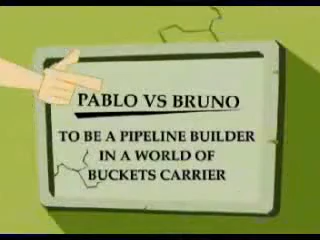 PABLO VS BRUNO
TO BE A PIPELINE BUILDER
IN A WORLD OF
BUCKETS CARRIER